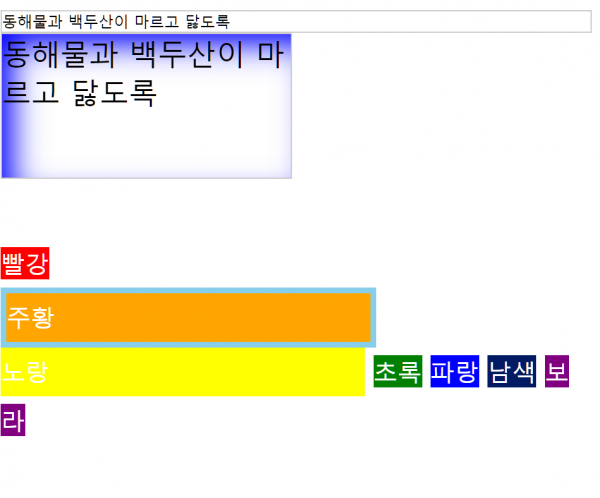 동해물과 백두산이 마르고 닳도록
동해물과 백두산이 마
르고 닳도록
빨강
주황
노랑 초록 파랑 남색 보
라